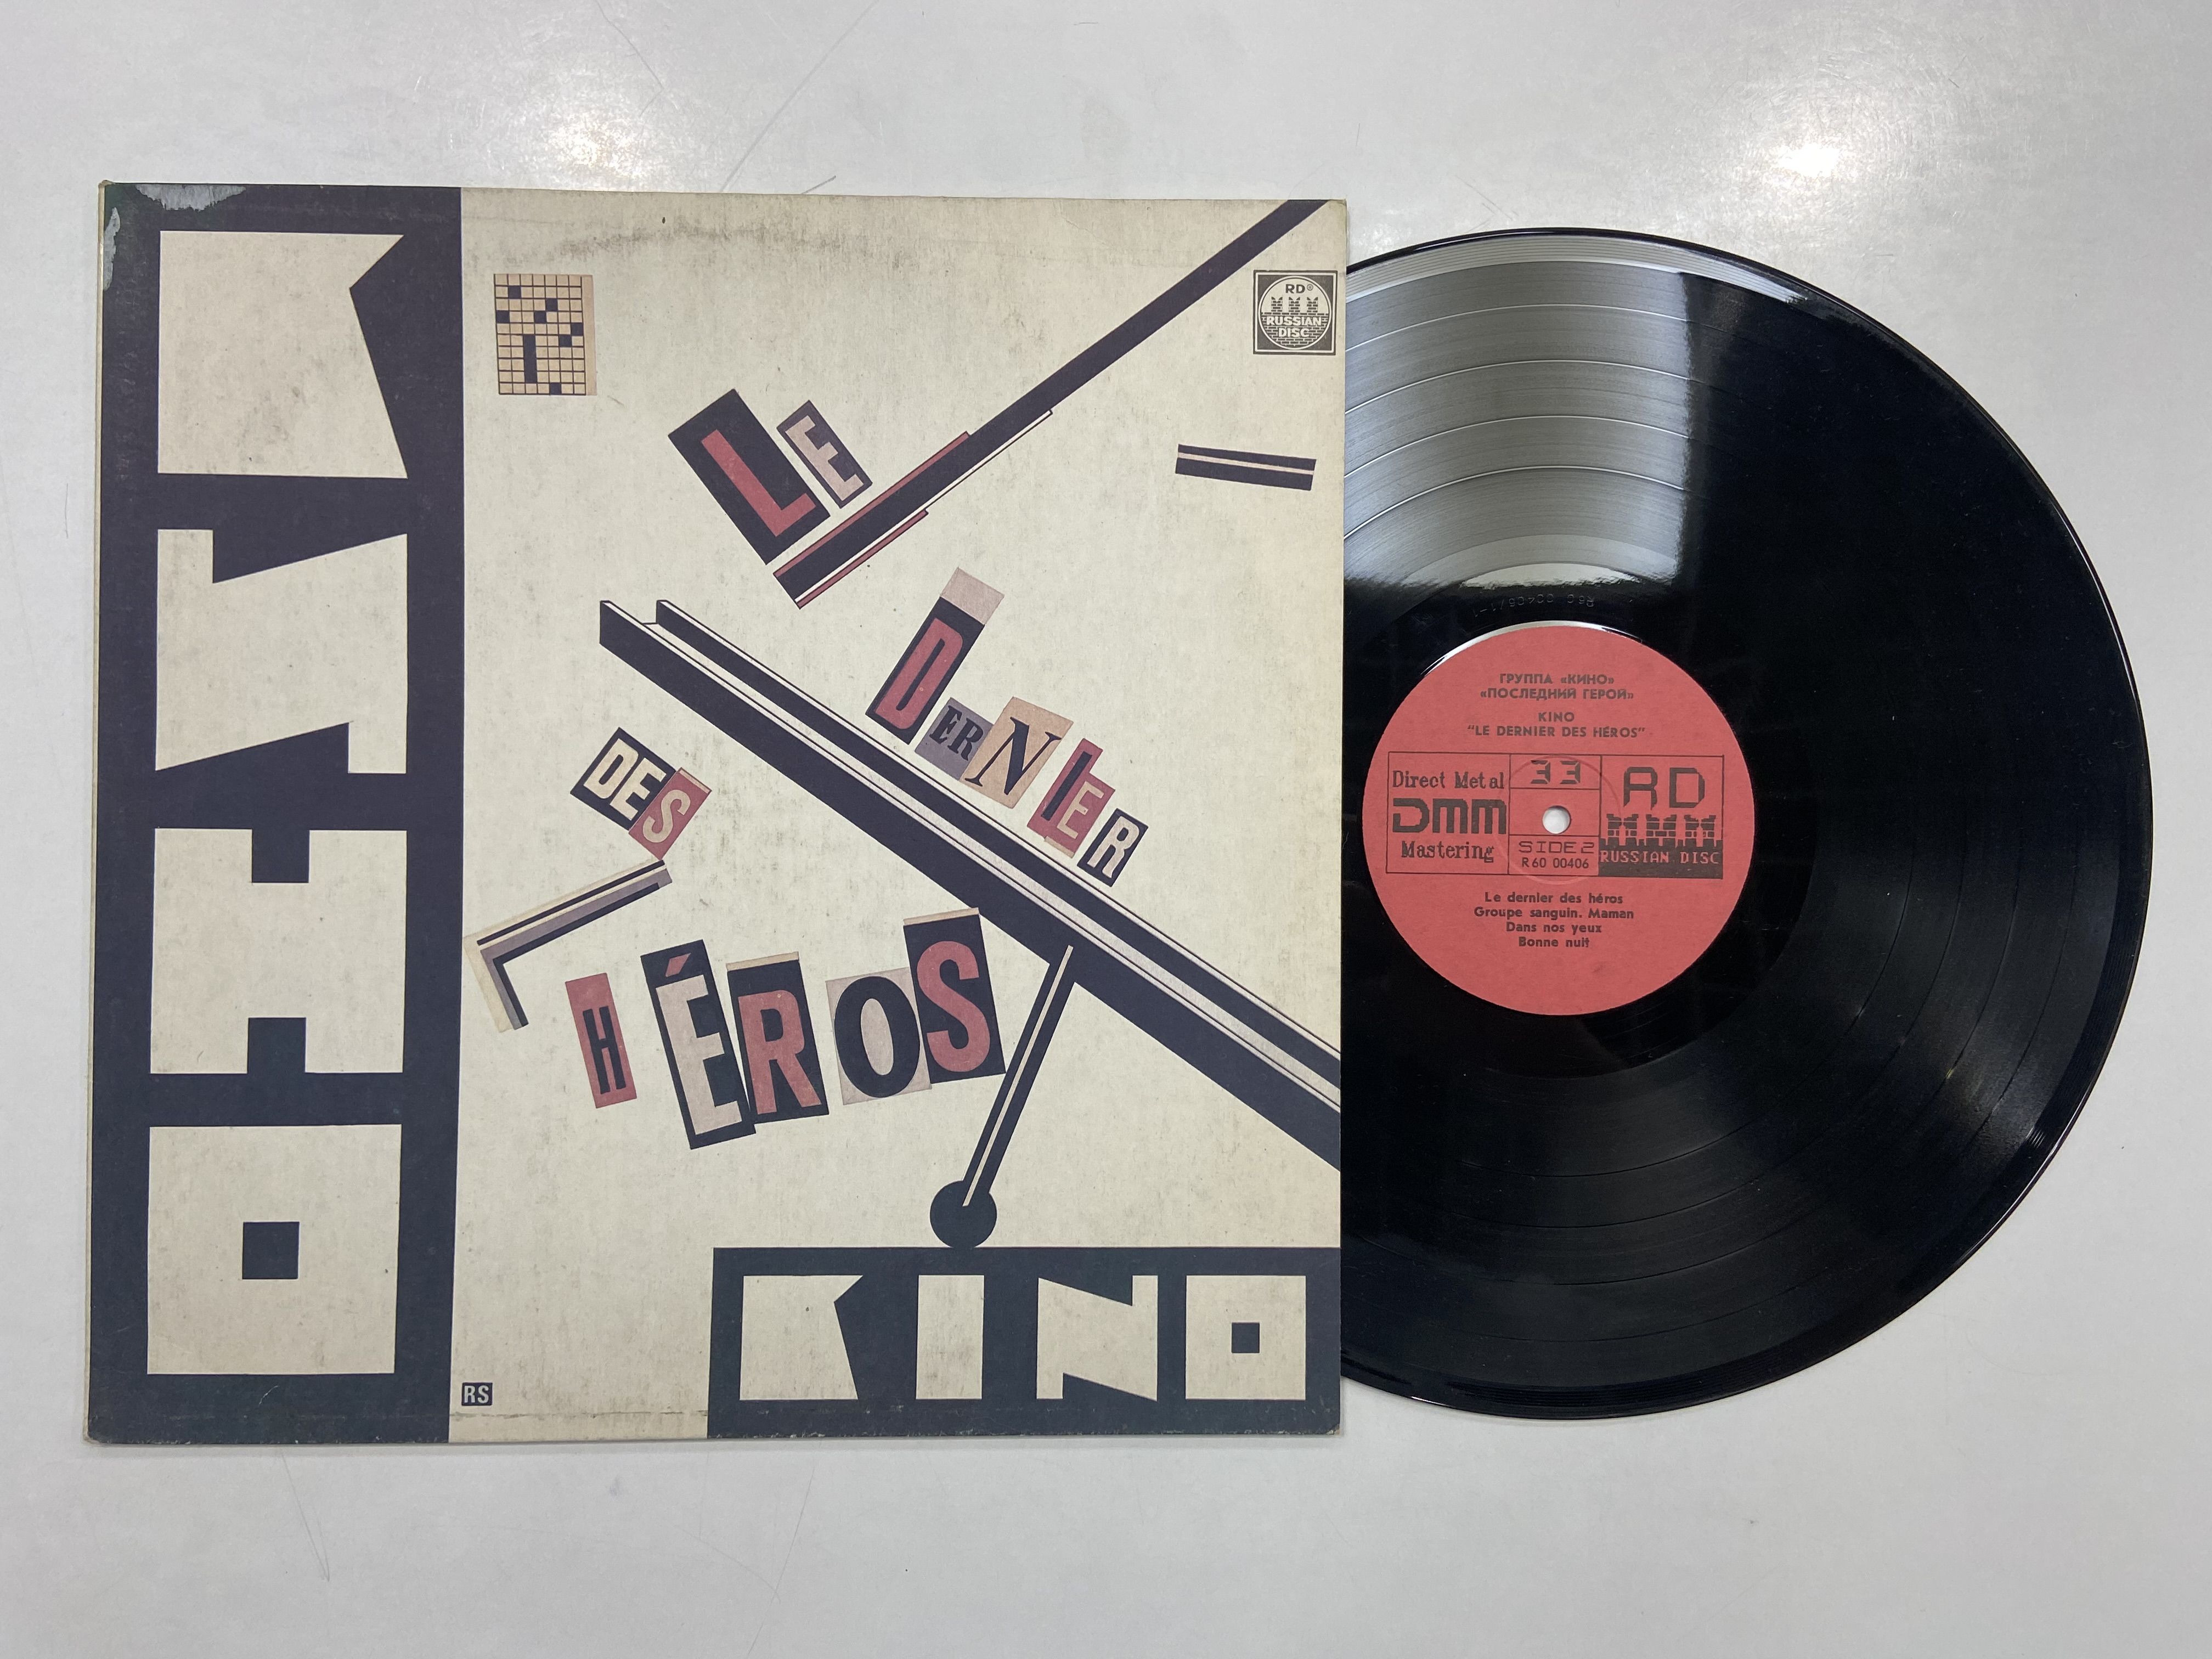 КИНО
RD®
RUSSIAN
DISC
LE
DERNIER
DES
HÉROS
KINO
RS
ГРУППА «КИНО»
«ПОСЛЕДНИЙ ГЕРОЙ»
KINO
"LE DERNIER DES HÉROS"
Direct Metal
DMM
Mastering
33
SIDE 2
R 60 00406
RD
RUSSIAN DISC
Le dernier des héros
Groupe sanguin. Maman
Dans nos yeux
Bonne nuit